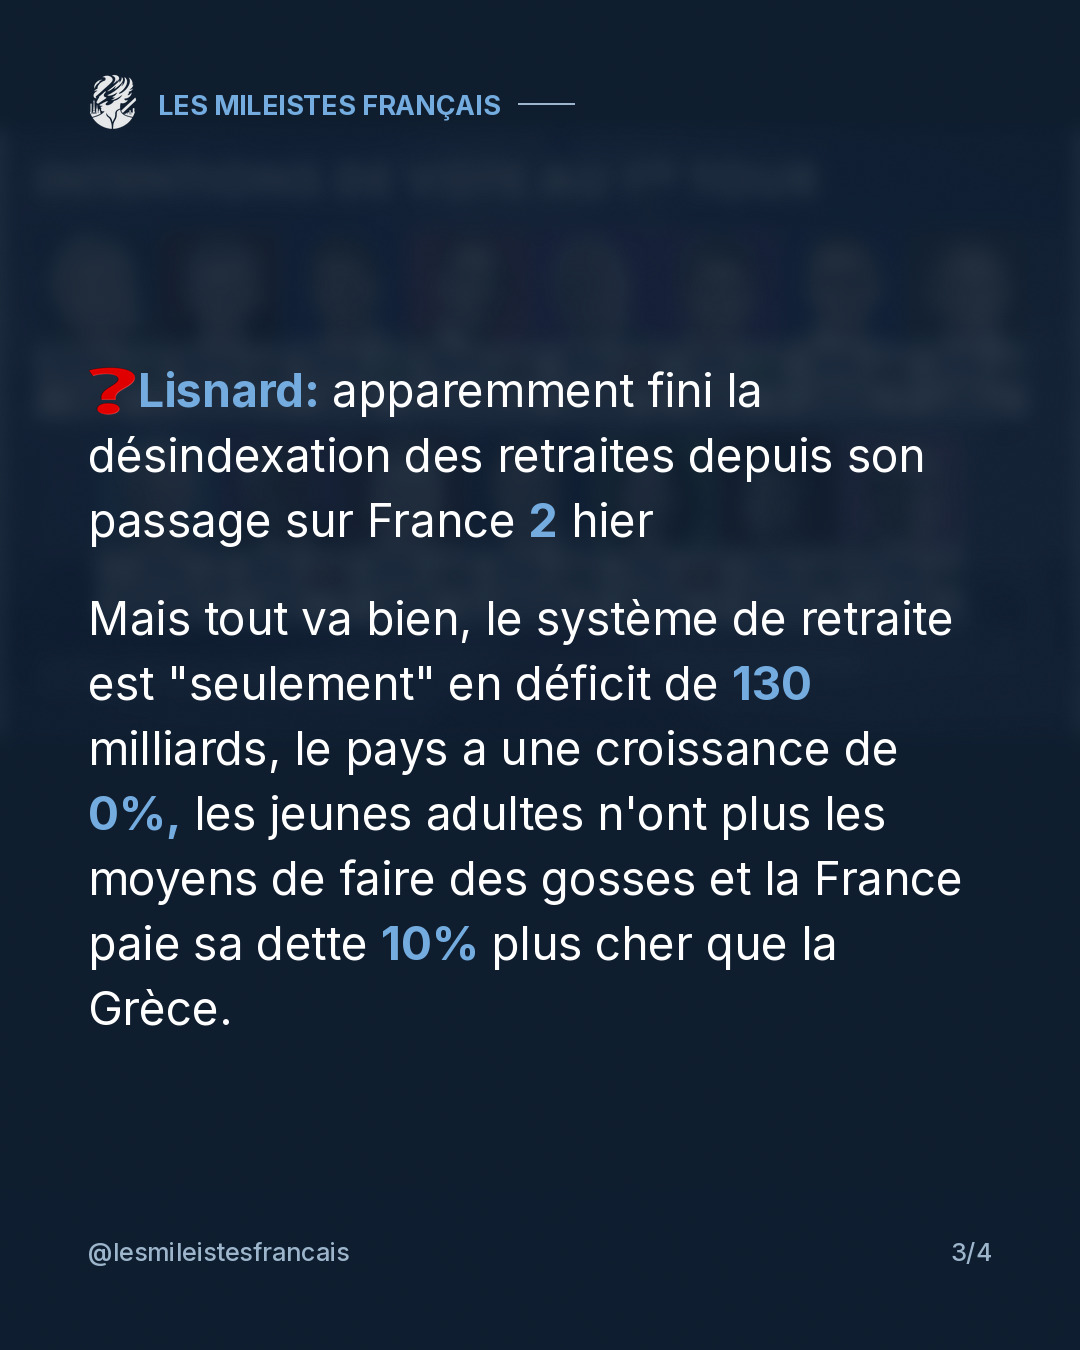 LES MILEISTES FRANÇAIS
❓Lisnard: apparemment fini la
désindexation des retraites depuis son
passage sur France 2 hier
Mais tout va bien, le système de retraite
est "seulement" en déficit de 130
milliards, le pays a une croissance de
0%, les jeunes adultes n'ont plus les
moyens de faire des gosses et la France
paie sa dette 10% plus cher que la
Grèce.
@lesmileistesfrancais
3/4